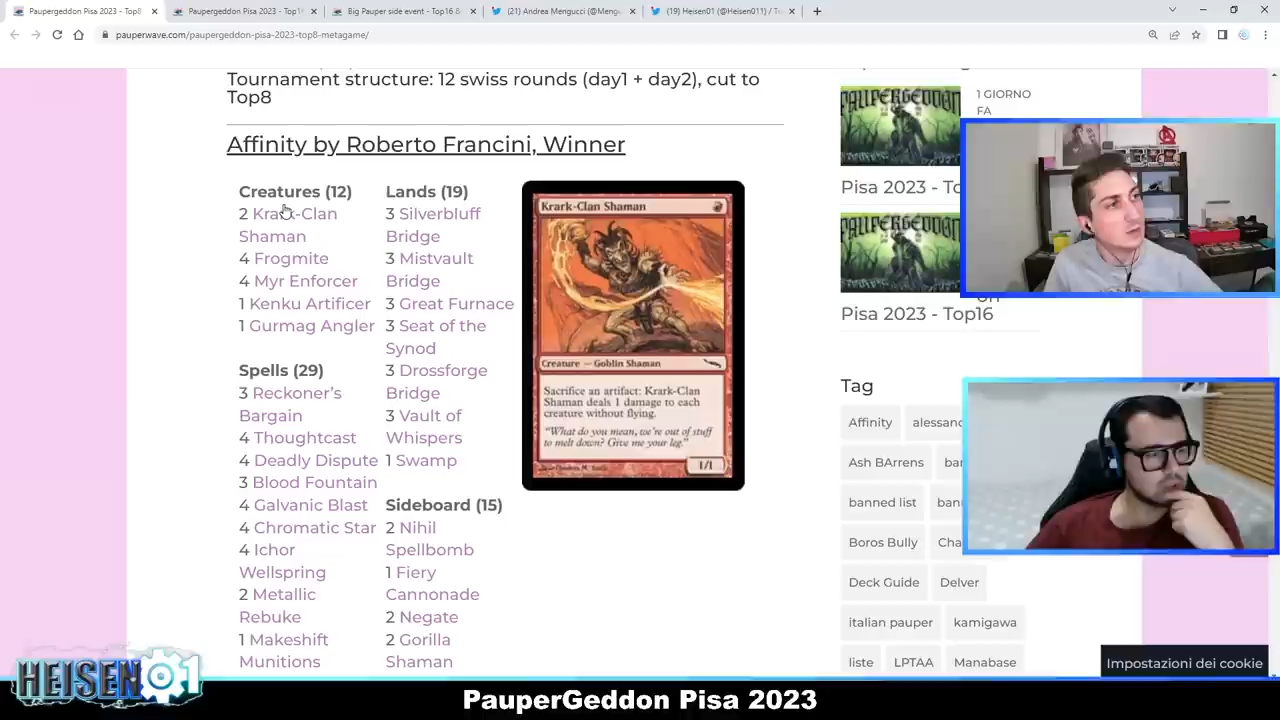 Paupergeddon Pisa 2023 - Top8
Paupergeddon Pisa 2023 - Top1
Big Pauper side event - Top16 8
(21) Andrea Mengucci (@Meng
(19) Heisen01 (@Heisen011) / T
pauperwave.com/paupergeddon-pisa-2023-top8-metagame/
Tournament structure: 12 swiss rounds (day1 + day2), cut to
Top8
Affinity by Roberto Francini, Winner
Creatures (12)
2 Krark-Clan
Shaman
4 Frogmite
4 Myr Enforcer
1 Kenku Artificer
1 Gurmag Angler
Spells (29)
3 Reckoner's
Bargain
4 Thoughtcast
4 Deadly Dispute
3 Blood Fountain
4 Galvanic Blast
4 Chromatic Star
4 Ichor
Wellspring
2 Metallic
Rebuke
1 Makeshift
Munitions
Lands (19)
3 Silverbluff
Bridge
3 Mistvault
Bridge
3 Great Furnace
3 Seat of the
Synod
3 Drossforge
Bridge
3 Vault of
Whispers
1 Swamp
Sideboard (15)
2 Nihil
Spellbomb
1 Fiery
Cannonade
2 Negate
2 Gorilla
Shaman
Krark-Clan Shaman
Creature — Goblin Shaman
Sacrifice an artifact: Krark-Clan
Shaman deals 1 damage to each
creature without flying.
"What do you mean, we're out of stuff
to melt down? Give me your leg."
1/1
PAUPERGEDDON
1 GIORNO
FA
Pisa 2023 - To
PAUPERGEDDON
Pisa 2023 - Top16
Tag
Affinity
alessand
Ash BArrens
bar
banned list
ban
Boros Bully
Cha
Deck Guide
Delver
italian pauper
kamigawa
liste
LPTAA
Manabase
Impostazioni dei cookie
HEISEN01
PauperGeddon Pisa 2023